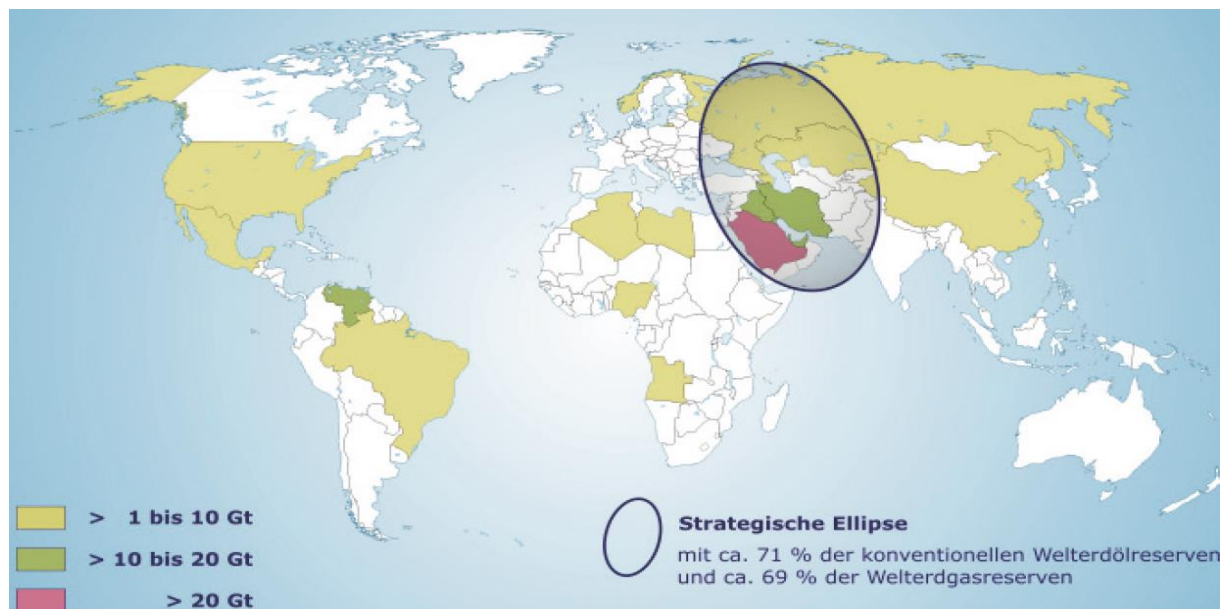 > 1 bis 10 Gt
> 10 bis 20 Gt
> 20 Gt
Strategische Ellipse
mit ca. 71 % der konventionellen Welterdölreserven
und ca. 69 % der Welterdgasreserven